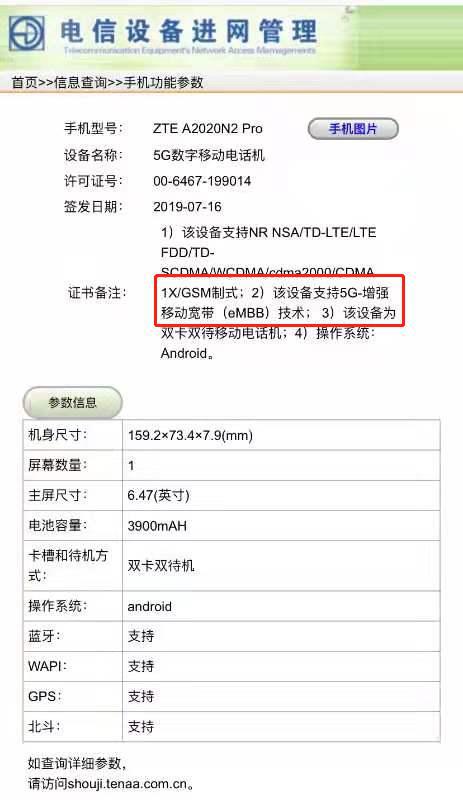 电信设备进网管理
Telecommunication Equipment's Network Access Managements
首页>>信息查询>>手机功能参数
手机型号： ZTE A2020N2 Pro 手机图片
设备名称： 5G数字移动电话机
许可证号： 00-6467-199014
签发日期： 2019-07-16
证书备注：
1）该设备支持NR NSA/TD-LTE/LTE
FDD/TD-
SCDMA/WCDMA/cdma2000/CDMA
1X/GSM制式；2）该设备支持5G-增强
移动宽带（eMBB）技术； 3）该设备为
双卡双待移动电话机；4）操作系统：
Android。
参数信息
机身尺寸： 159.2×73.4×7.9(mm)
屏幕数量： 1
主屏尺寸： 6.47(英寸)
电池容量： 3900mAH
卡槽和待机方
式： 双卡双待机
操作系统： android
蓝牙： 支持
WAPI： 支持
GPS： 支持
北斗： 支持
如查询详细参数，
请访问shouji.tenaa.com.cn。